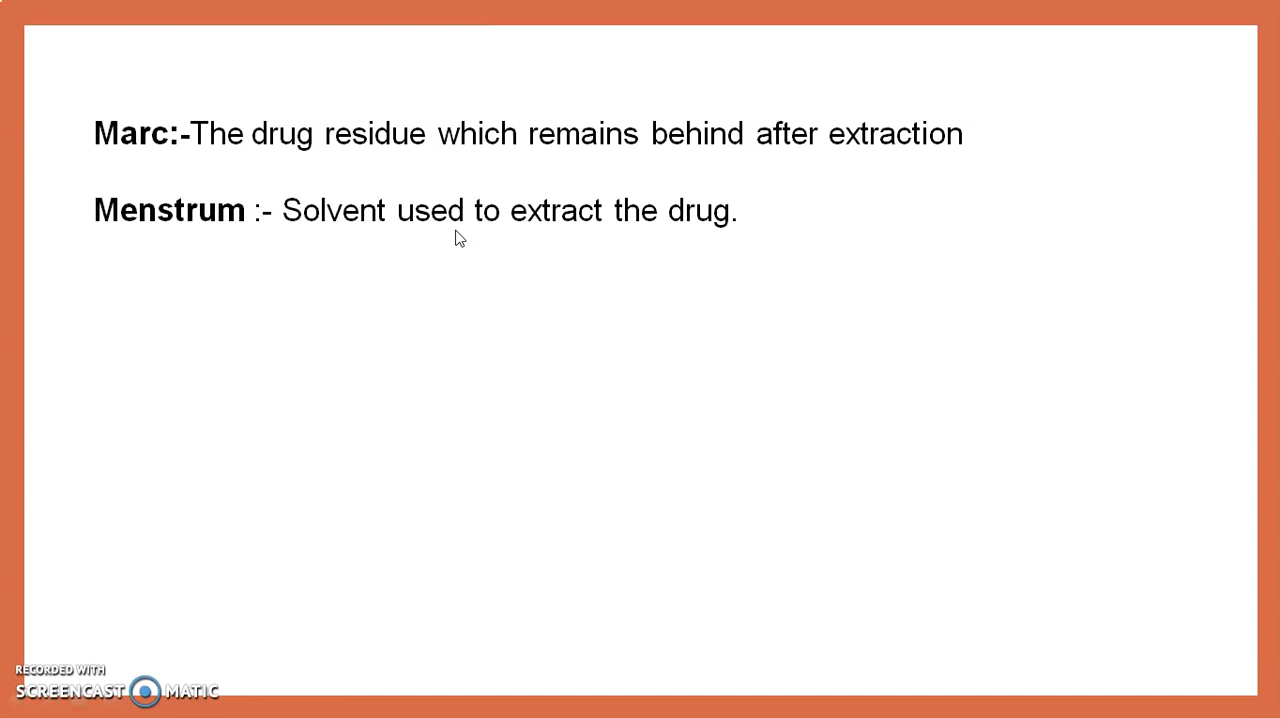 Marc:-The drug residue which remains behind after extraction
Menstrum :- Solvent used to extract the drug.
RECORDED WITH
SCREENCAST MATIC